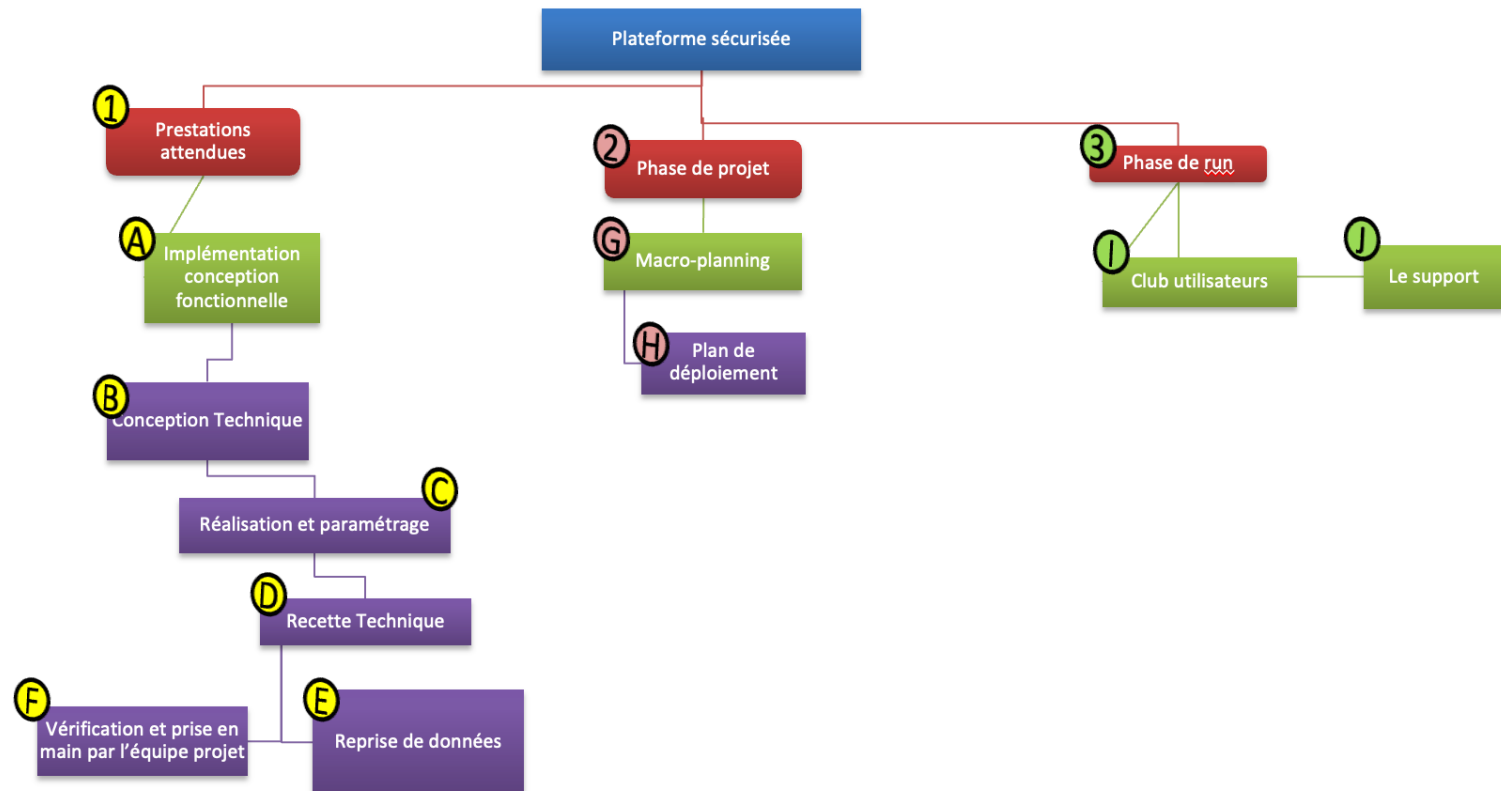 Plateforme sécurisée
1
Prestations
attendues
2
Phase de projet
3
Phase de run
A
Implémentation
conception
fonctionnelle
G
Macro-planning
I
Club utilisateurs
J
Le support
H
Plan de
déploiement
B
Conception Technique
C
Réalisation et paramétrage
D
Recette Technique
F
Vérification et prise en
main par l’équipe projet
E
Reprise de données